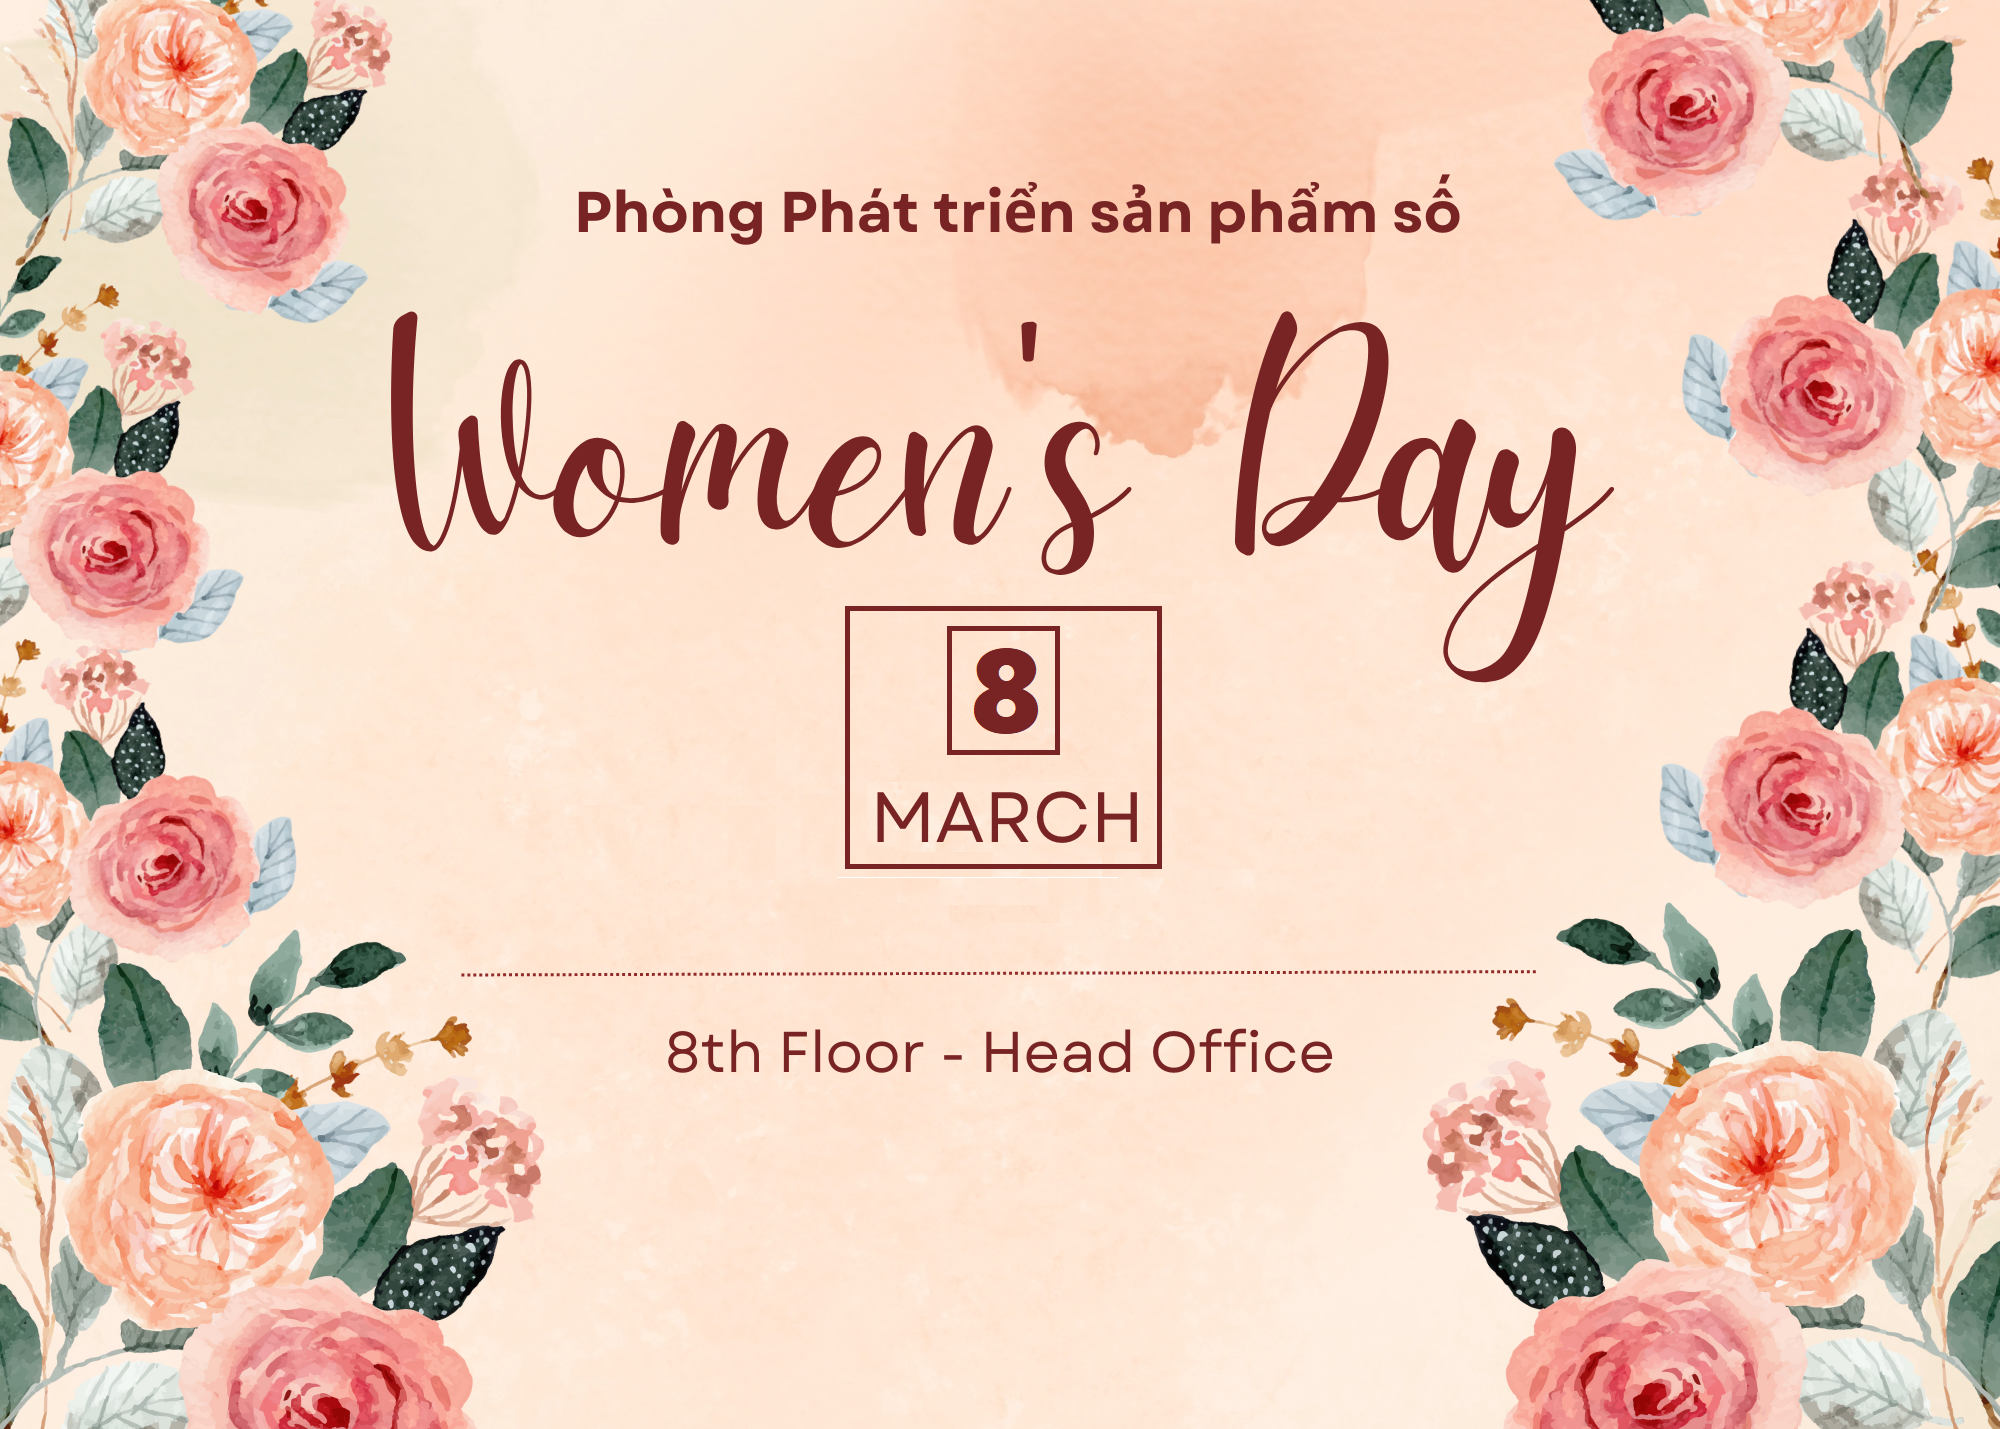 Phòng Phát triển sản phẩm số
Women's Day
8
MARCH
8th Floor - Head Office